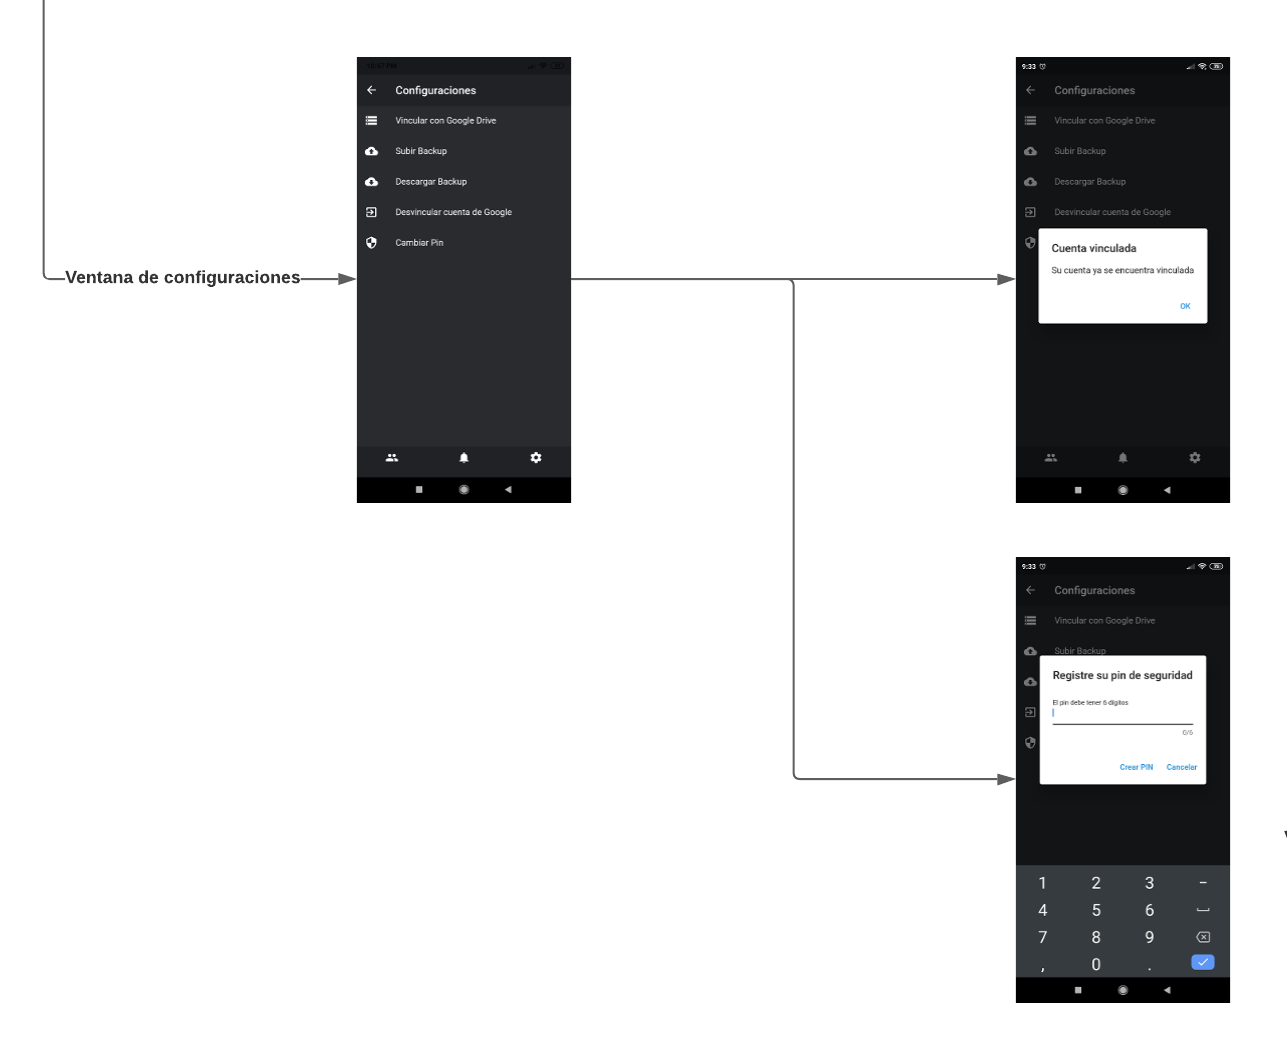 Configuraciones
Vincular con Google Drive
Subir Backup
Descargar Backup
Desvincular cuenta de Google
Cambiar Pin
Ventana de configuraciones
9:33
Configuraciones
Vincular con Google Drive
Subir Backup
Descargar Backup
Desvincular cuenta de Google
Cuenta vinculada
Su cuenta ya se encuentra vinculada
OK
9:33
Configuraciones
Vincular con Google Drive
Subir Backup
Registre su pin de seguridad
El pin debe tener 6 digitos
0/6
Crear PIN Cancelar
1 2 3 -
4 5 6
7 8 9
, 0 .